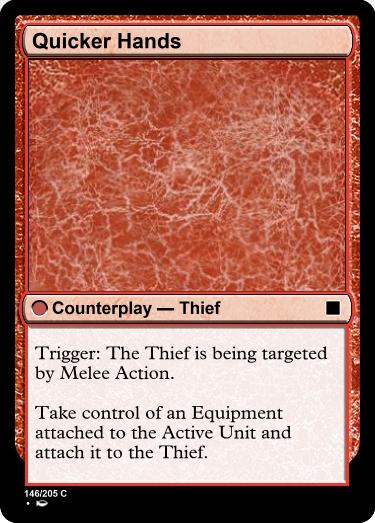 Quicker Hands
Counterplay — Thief
Trigger: The Thief is being targeted
by Melee Action.
Take control of an Equipment
attached to the Active Unit and
attach it to the Thief.
146/205 C